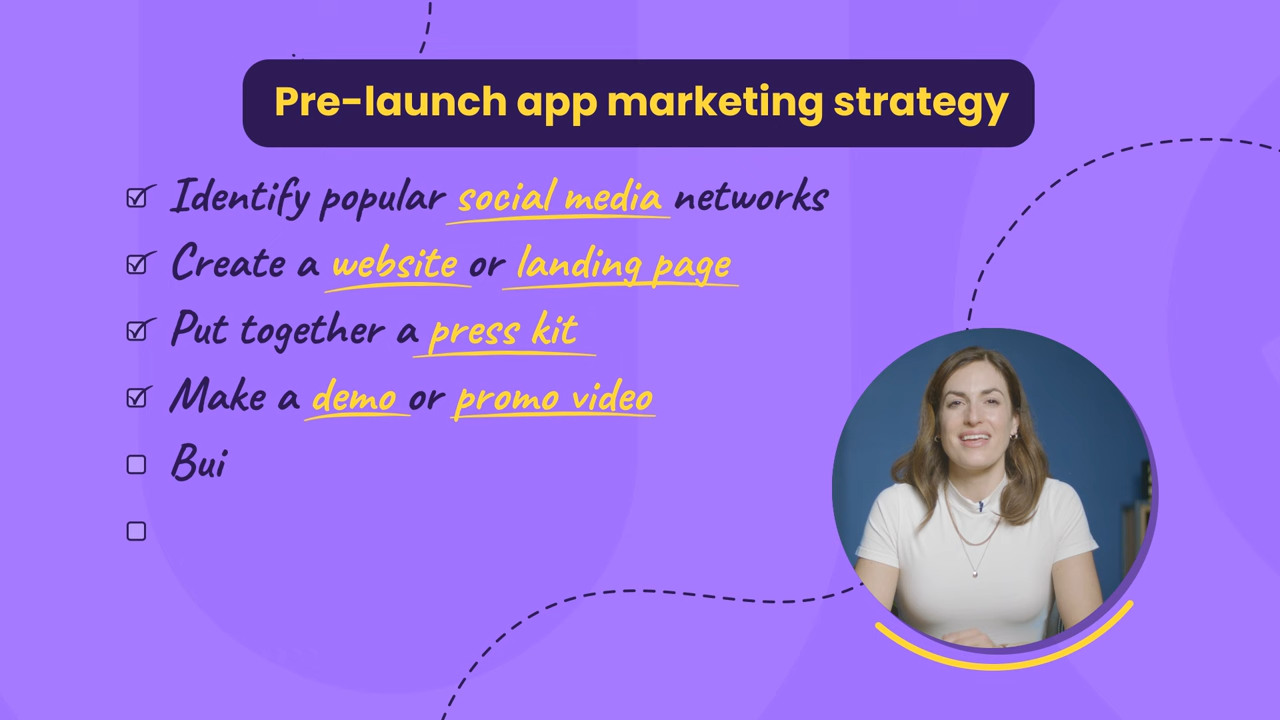 Pre-launch app marketing strategy
Identify popular social media networks
Create a website or landing page
Put together a press kit
Make a demo or promo video
Bui